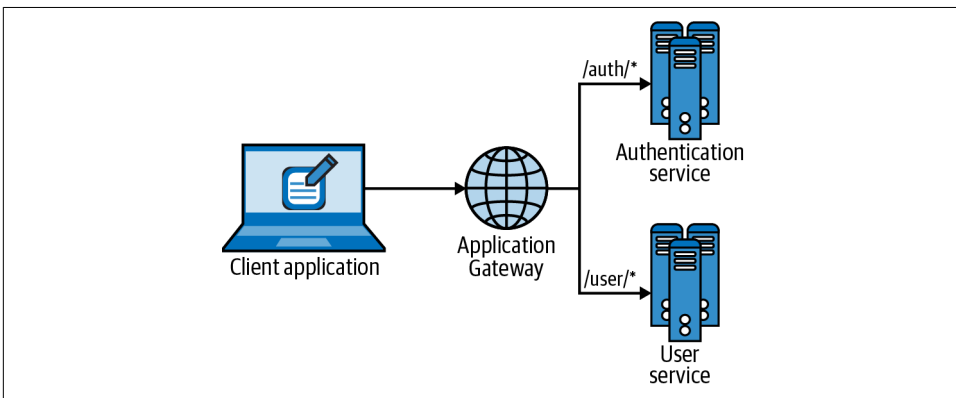 /auth/*
Authentication
service
Client application
Application
Gateway
/user/*
User
service